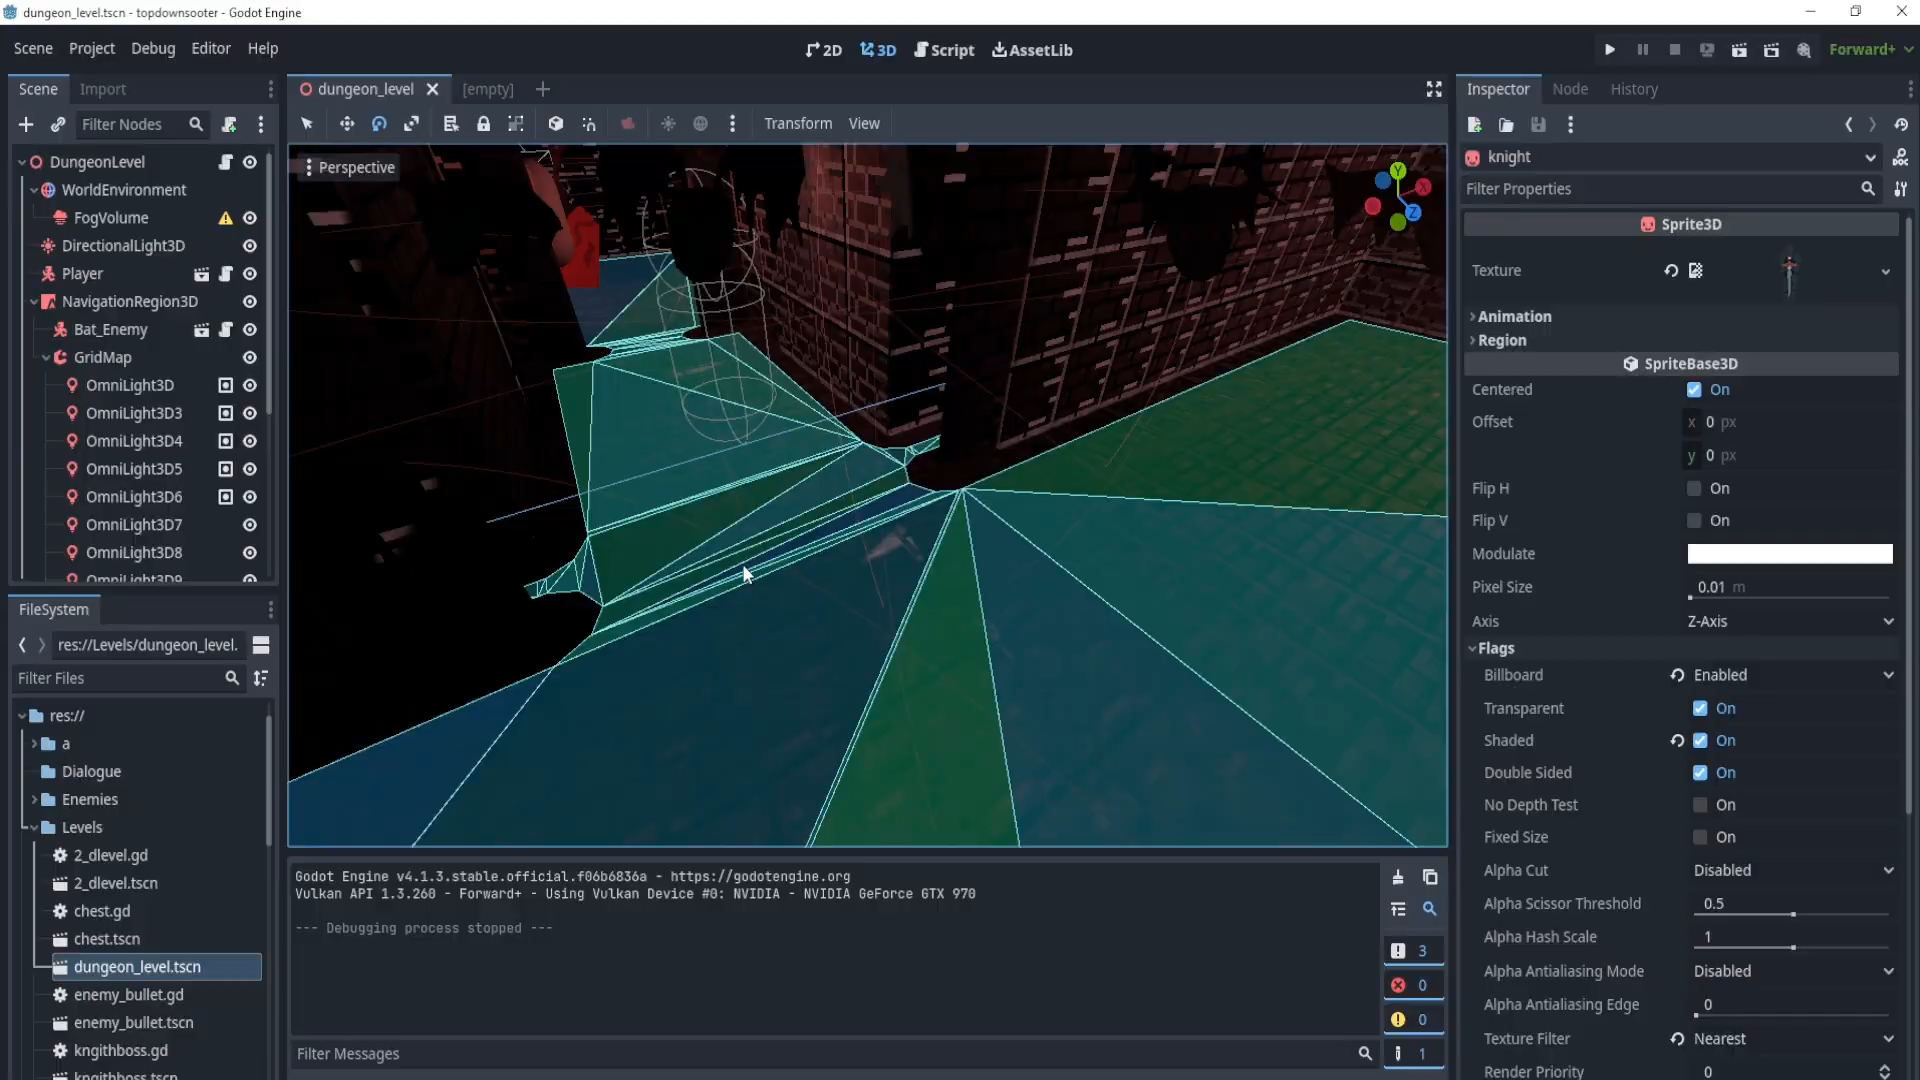 dungeon_level.tscn - topdownsooter - Godot Engine
Scene Project Debug Editor Help
2D 3D Script AssetLib
Forward+
Scene Import
dungeon_level [empty]
Inspector Node History
Filter Nodes
Transform View
DungeonLevel
WorldEnvironment
FogVolume
DirectionalLight3D
Player
NavigationRegion3D
Bat_Enemy
GridMap
OmniLight3D
OmniLight3D3
OmniLight3D4
OmniLight3D5
OmniLight3D6
OmniLight3D7
OmniLight3D8
OmniLight3D9
FileSystem
res://Levels/dungeon_level.
Filter Files
res://
a
Dialogue
Enemies
Levels
2_dlevel.gd
2_dlevel.tscn
chest.gd
chest.tscn
dungeon_level.tscn
enemy_bullet.gd
enemy_bullet.tscn
kngithboss.gd
kngithboss.tscn
Perspective
Y
X
Z
Godot Engine v4.1.3.stable.official.f06b6836a - https://godotengine.org
Vulkan API 1.3.260 - Forward+ - Using Vulkan Device #0: NVIDIA - NVIDIA GeForce GTX 970
--- Debugging process stopped ---
3
0
0
1
Filter Messages
knight
Filter Properties
Sprite3D
Texture
Animation
Region
SpriteBase3D
Centered On
Offset x 0 px
y 0 px
Flip H On
Flip V On
Modulate
Pixel Size 0.01 m
Axis Z-Axis
Flags
Billboard Enabled
Transparent On
Shaded On
Double Sided On
No Depth Test On
Fixed Size On
Alpha Cut Disabled
Alpha Scissor Threshold 0.5
Alpha Hash Scale 1
Alpha Antialiasing Mode Disabled
Alpha Antialiasing Edge 0
Texture Filter Nearest
Render Priority 0